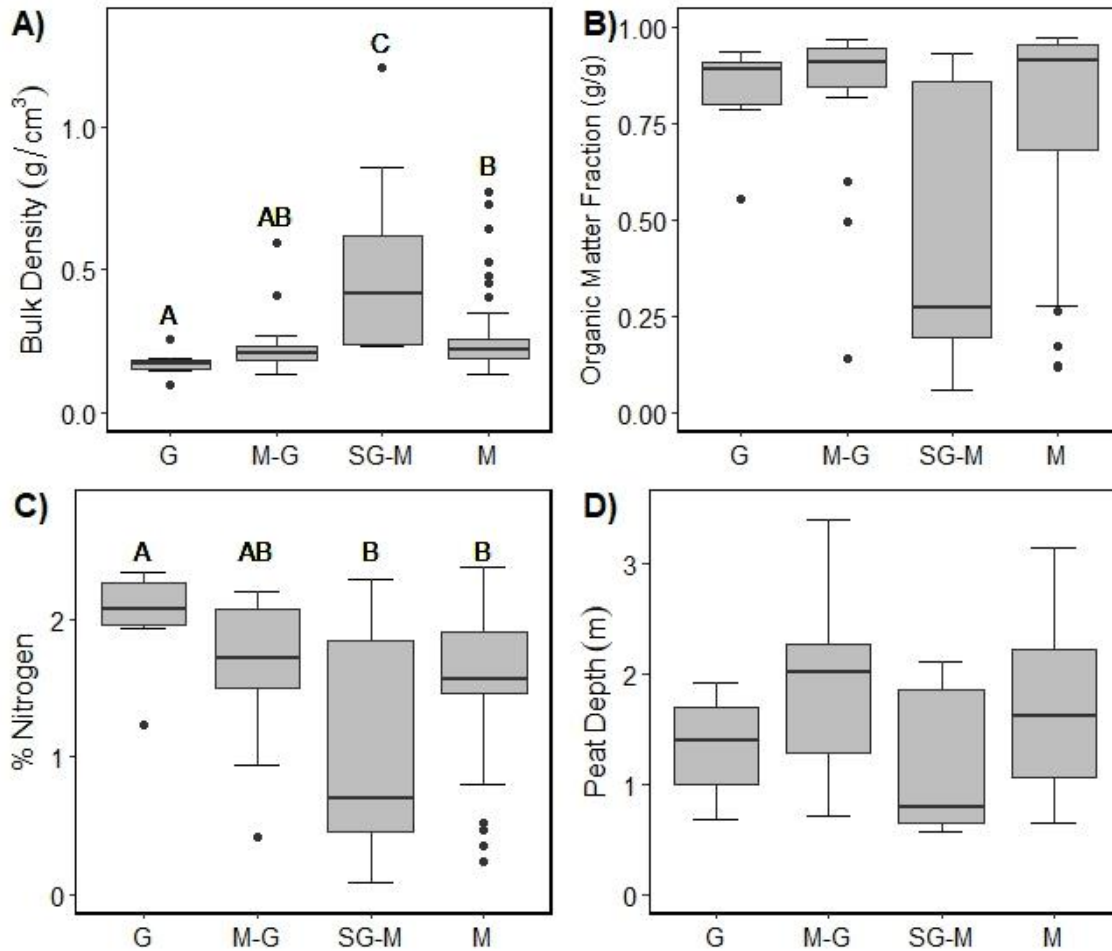 A)
Bulk Density (g/cm³)
1.0
0.5
0.0
A
AB
C
B
G
M-G
SG-M
M
B)
Organic Matter Fraction (g/g)
1.00
0.75
0.50
0.25
0.00
G
M-G
SG-M
M
C)
% Nitrogen
2
1
0
A
AB
B
B
G
M-G
SG-M
M
D)
Peat Depth (m)
3
2
1
0
G
M-G
SG-M
M